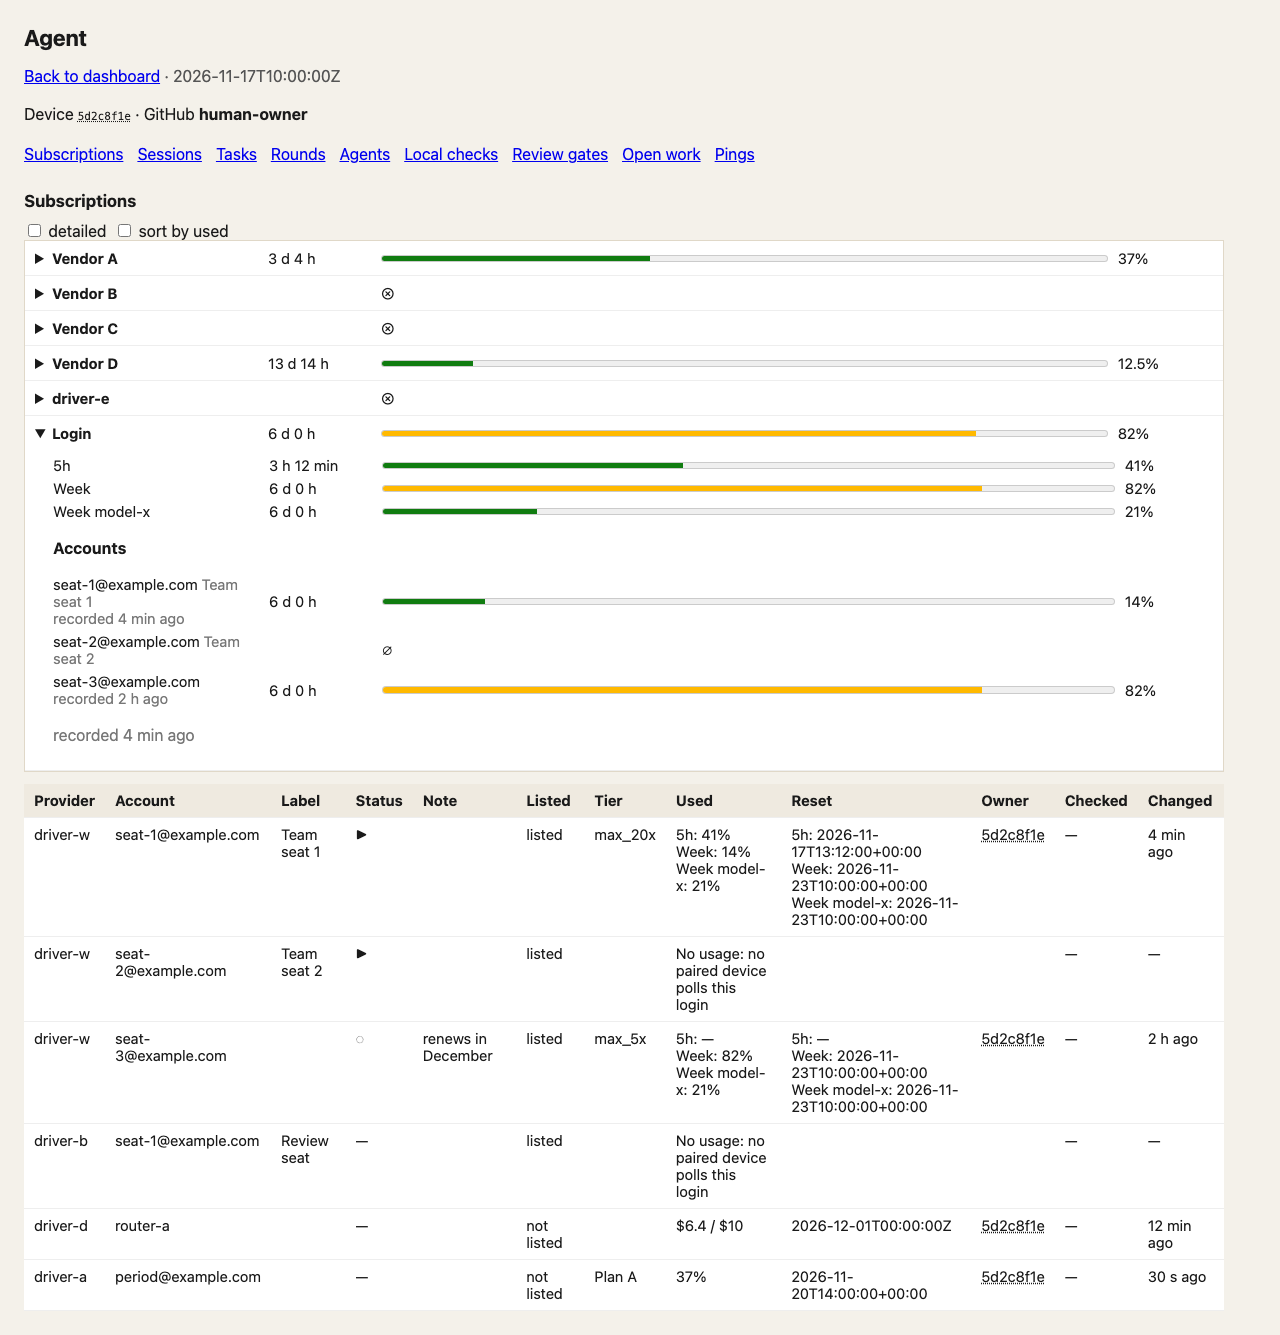 Agent
Back to dashboard · 2026-11-17T10:00:00Z
Device 5d2c8f1e · GitHub human-owner
Subscriptions Sessions Tasks Rounds Agents Local checks Review gates Open work Pings
Subscriptions
detailed sort by used
Vendor A 3 d 4 h 37%
Vendor B
Vendor C
Vendor D 13 d 14 h 12.5%
driver-e
Login 6 d 0 h 82%
5h 3 h 12 min 41%
Week 6 d 0 h 82%
Week model-x 6 d 0 h 21%
Accounts
seat-1@example.com Team
seat 1
recorded 4 min ago
6 d 0 h 14%
seat-2@example.com Team
seat 2
seat-3@example.com
recorded 2 h ago
6 d 0 h 82%
recorded 4 min ago
Provider Account Label Status Note Listed Tier Used Reset Owner Checked Changed
driver-w seat-1@example.com Team listed max_20x 5h: 41% 5h: 2026-11- 5d2c8f1e — 4 min
seat 1 Week: 14% 17T13:12:00+00:00 ago
Week model- Week: 2026-11-
x: 21% 23T10:00:00+00:00
Week model-x: 2026-11-
23T10:00:00+00:00
driver-w seat- Team listed No usage: no — —
2@example.com seat 2 paired device
polls this
login
driver-w seat- renews in listed max_5x 5h: — 5h: — 5d2c8f1e — 2 h ago
3@example.com December Week: 82% Week: 2026-11-
Week model- 23T10:00:00+00:00
x: 21% Week model-x: 2026-11-
23T10:00:00+00:00
driver-b seat-1@example.com Review — listed No usage: no — —
seat paired device
polls this
login
driver-d router-a — not $6.4 / $10 2026-12-01T00:00:00Z 5d2c8f1e — 12 min
listed ago
driver-a period@example.com — not Plan A 37% 2026-11- 5d2c8f1e — 30 s ago
listed 20T14:00:00+00:00